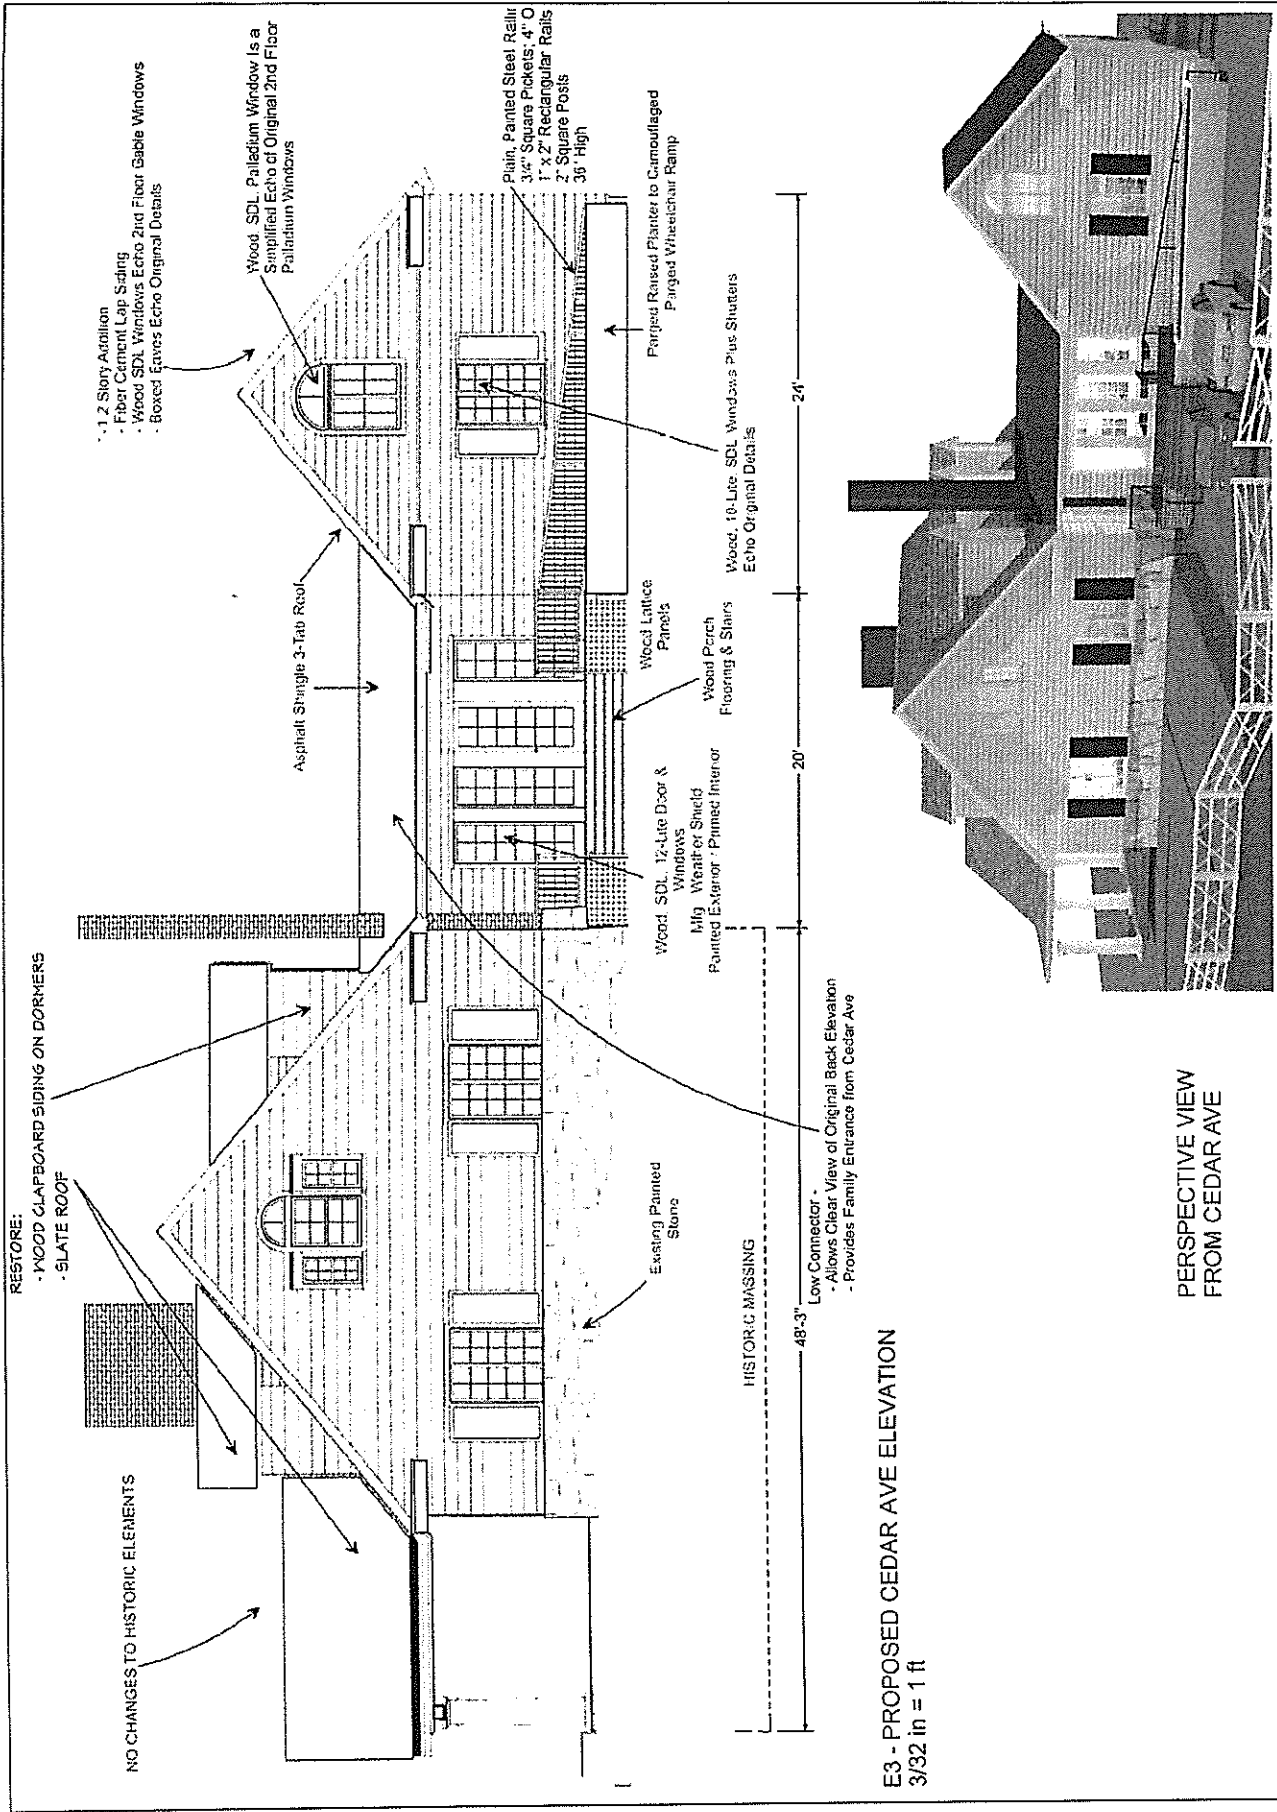 RESTORE:
- WOOD CLAPBOARD SIDING ON DORMERS
- SLATE ROOF
NO CHANGES TO HISTORIC ELEMENTS
1 2 Story Addition
- Fiber Cement Lap Siding
- Wood SDL Windows Echo 2nd Floor Gable Windows
- Boxed Eaves Echo Original Details
Wood, SDL, Palladium Window Is a
Simplified Echo of Original 2nd Floor
Palladium Windows
Asphalt Shingle 3-Tab Roof
Plain, Painted Steel
3/4" Square Pickets; 4" O
1" x 2" Rectangular Rails
2" Square Posts
36" High
Parged Raised Planter to Camouflaged
Parged Wheelchair Ramp
Wood, 10-Lite, SDL Windows Plus Shutters
Echo Original Details
Wood Lattice
Panels
Wood Porch
Flooring & Stairs
Wood, SDL, 12-Lite Door &
Windows
Mfg. Weather Shield
Painted Exterior / Primed Interior
Existing Painted
Stone
24'
20'
48'-3"
HISTORIC MASSING
Low Connector -
- Allows Clear View of Original Back Elevation
- Provides Family Entrance from Cedar Ave
E3 - PROPOSED CEDAR AVE ELEVATION
3/32 in = 1 ft
PERSPECTIVE VIEW
FROM CEDAR AVE